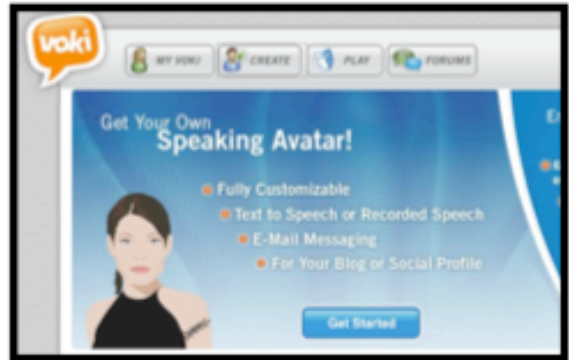 voki
MY VOKI CREATE PLAY FORUMS
Get Your Own
Speaking Avatar!
Fully Customizable
Text to Speech or Recorded Speech
E-Mail Messaging
For Your Blog or Social Profile
Get Started